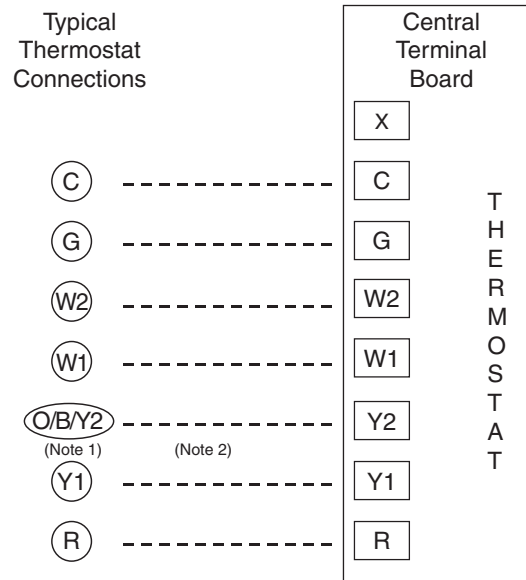 Typical
Thermostat
Connections
Central
Terminal
Board
X
C C
G G
W2 W2
W1 W1
O/B/Y2 Y2
(Note 1) (Note 2)
Y1 Y1
R R
THERMOSTAT